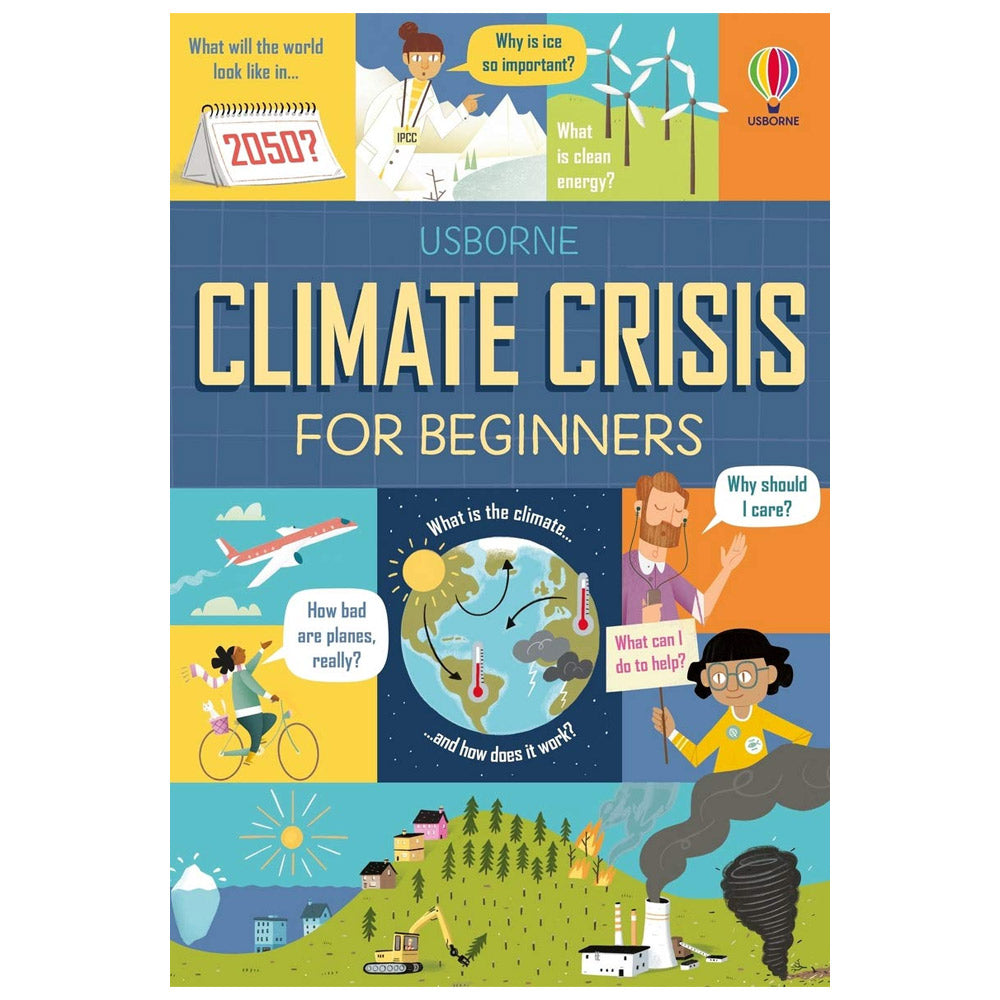 What will the world
look like in...
2050?
Why is ice
so important?
IPCC
What
is clean
energy?
USBORNE
USBORNE
CLIMATE CRISIS
FOR BEGINNERS
How bad
are planes,
really?
What is the climate...
...and how does it work?
Why should
I care?
What can I
do to help?